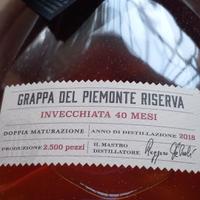 GRAPPA DEL PIEMONTE RISERVA
INVECCHIATA 40 MESI
DOPPIA MATURAZIONE ANNO DI DISTILLAZIONE 2018
PRODUZIONE 2.500 pezzi IL MASTRO DISTILLATORE